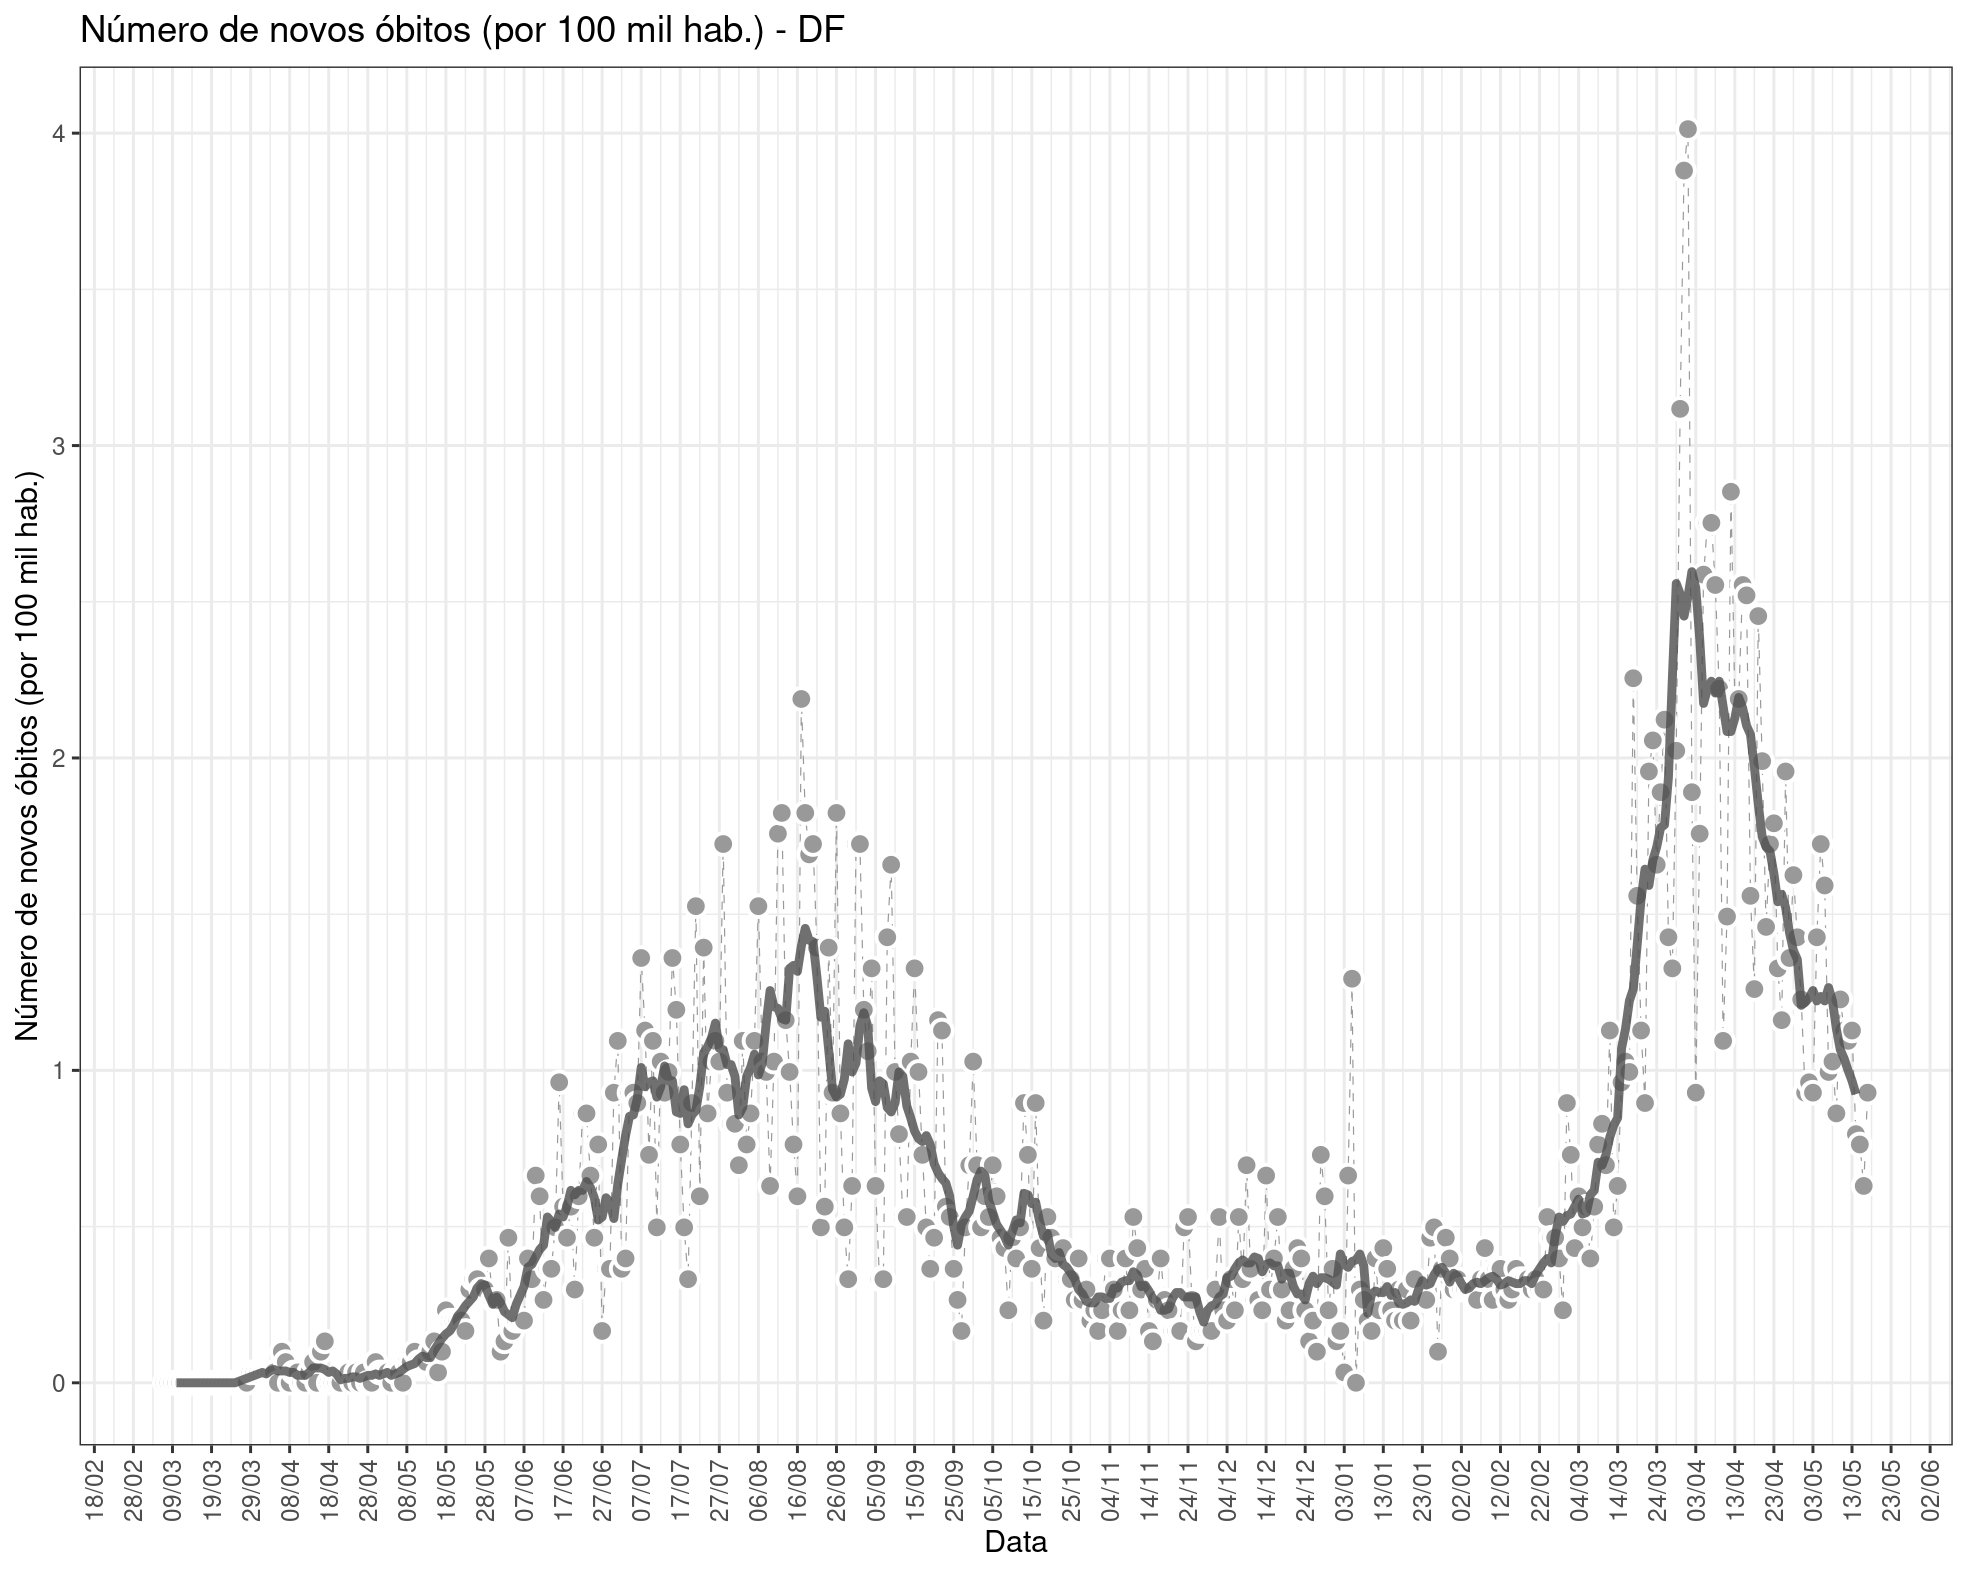 Número de novos óbitos (por 100 mil hab.) - DF
Número de novos óbitos (por 100 mil hab.)
4
3
2
1
0
18/02 28/02 09/03 19/03 29/03 08/04 18/04 28/04 08/05 18/05 28/05 07/06 17/06 27/06 07/07 17/07 27/07 06/08 16/08 26/08 05/09 15/09 25/09 05/10 15/10 25/10 04/11 14/11 24/11 04/12 14/12 24/12 03/01 13/01 23/01 02/02 12/02 22/02 04/03 14/03 24/03 03/04 13/04 23/04 03/05 13/05 23/05 02/06
Data